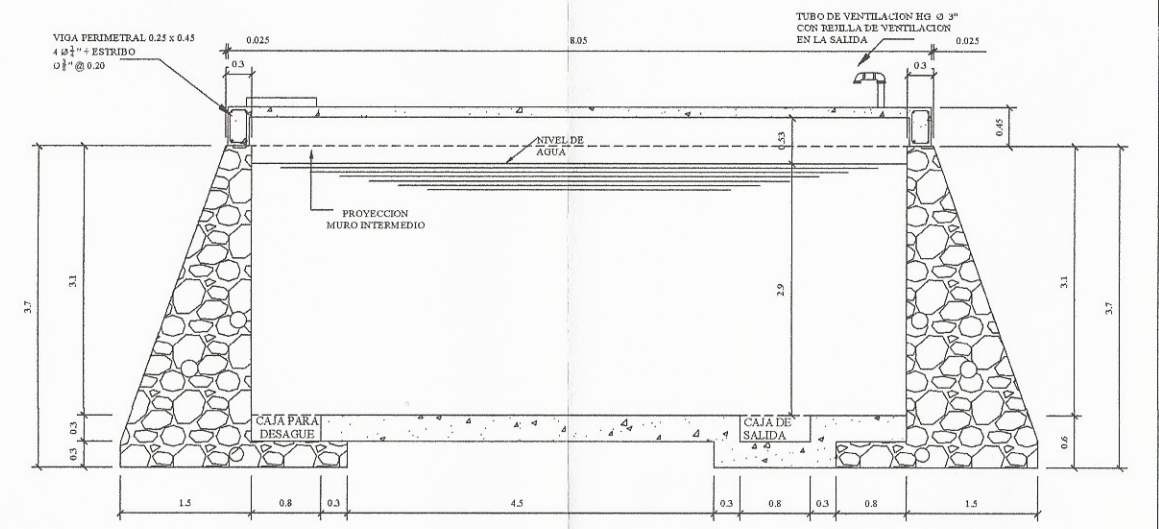 VIGA PERIMETRAL 0.25 x 0.45
4 Ø 3/4" + ESTRIBO
@ 0.20
TUBO DE VENTILACION HG Ø 3"
CON REJILLA DE VENTILACION
EN LA SALIDA
0.025
8.05
0.025
0.3
0.3
0.45
0.53
NIVEL DE
AGUA
PROYECCION
MURO INTERMEDIO
3.7
3.1
2.9
3.1
3.7
CAJA PARA
DESAGUE
CAJA DE
SALIDA
0.3
0.3
0.6
1.5
0.8
0.3
4.5
0.3
0.8
0.3
0.8
1.5